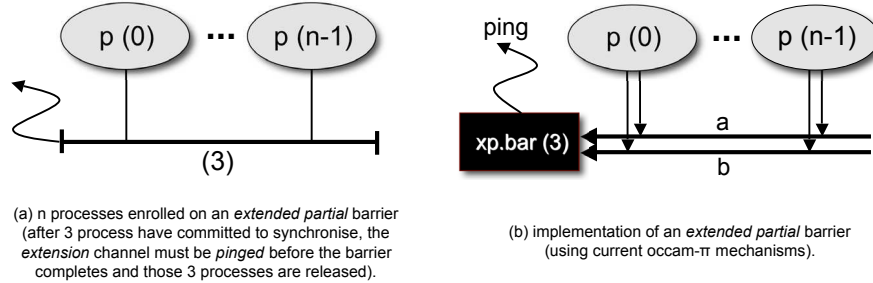 p (0) ... p (n-1)
(3)
(a) n processes enrolled on an extended partial barrier
(after 3 process have committed to synchronise, the
extension channel must be pinged before the barrier
completes and those 3 processes are released).
ping
p (0) ... p (n-1)
xp.bar (3)
a
b
(b) implementation of an extended partial barrier
(using current occam-π mechanisms).